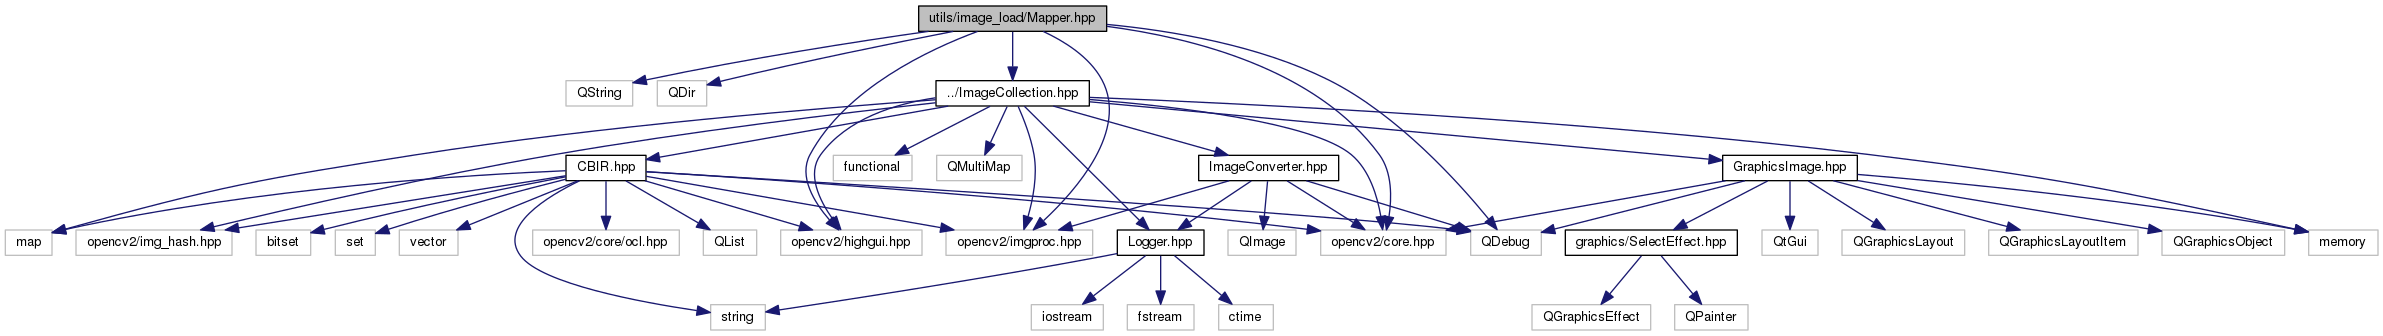 utils/image_load/Mapper.hpp
QString
QDir
../ImageCollection.hpp
CBIR.hpp
functional
QMultiMap
ImageConverter.hpp
GraphicsImage.hpp
map
opencv2/img_hash.hpp
bitset
set
vector
opencv2/core/ocl.hpp
QList
opencv2/highgui.hpp
opencv2/imgproc.hpp
Logger.hpp
QImage
opencv2/core.hpp
QDebug
graphics/SelectEffect.hpp
QtGui
QGraphicsLayout
QGraphicsLayoutItem
QGraphicsObject
memory
string
iostream
fstream
ctime
QGraphicsEffect
QPainter